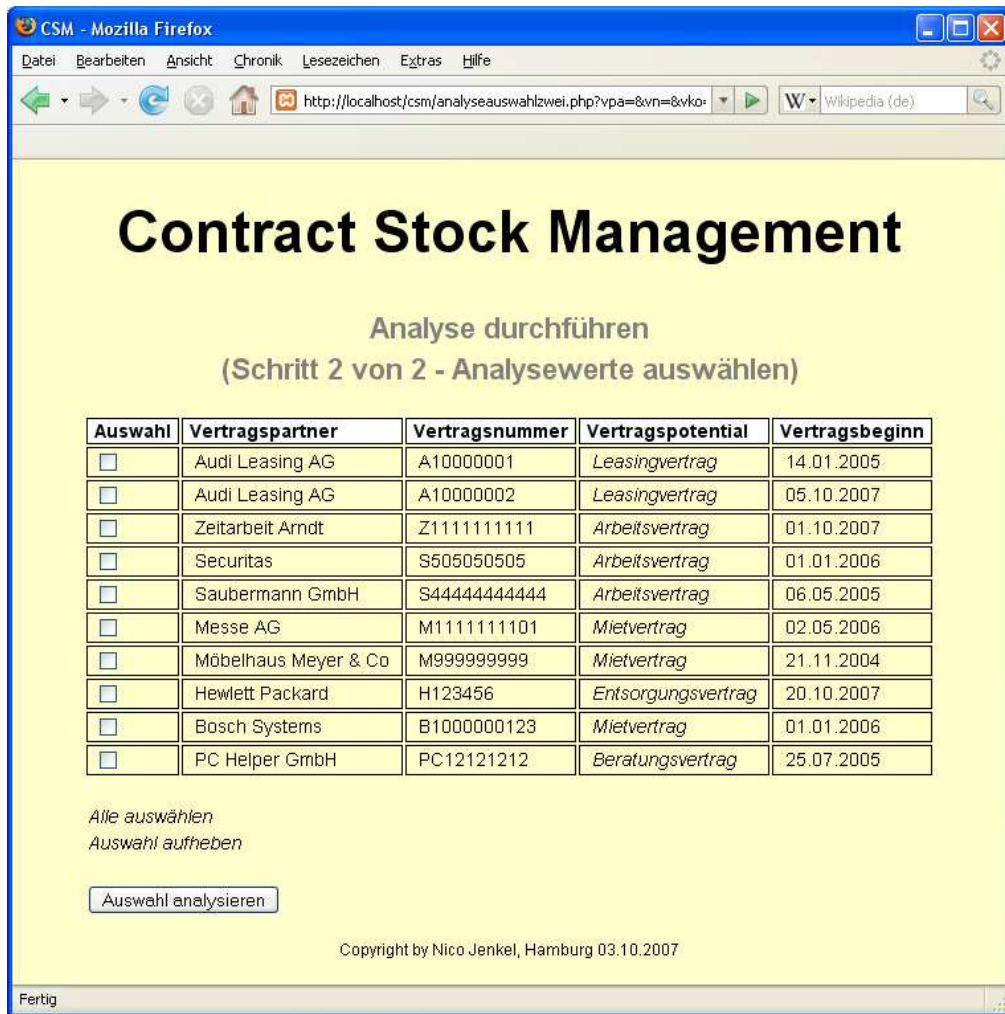 CSM - Mozilla Firefox
Datei Bearbeiten Ansicht Chronik Lesezeichen Extras Hilfe
http://localhost/csm/analyseauswahlzwei.php?vpa=&vn=&vko= W Wikipedia (de)
Contract Stock Management
Analyse durchführen
(Schritt 2 von 2 - Analysewerte auswählen)
Auswahl Vertragspartner Vertragsnummer Vertragspotential Vertragsbeginn
Audi Leasing AG A10000001 Leasingvertrag 14.01.2005
Audi Leasing AG A10000002 Leasingvertrag 05.10.2007
Zeitarbeit Arndt Z1111111111 Arbeitsvertrag 01.10.2007
Securitas S505050505 Arbeitsvertrag 01.01.2006
Saubermann GmbH S44444444444 Arbeitsvertrag 06.05.2005
Messe AG M1111111101 Mietvertrag 02.05.2006
Möbelhaus Meyer & Co M999999999 Mietvertrag 21.11.2004
Hewlett Packard H123456 Entsorgungsvertrag 20.10.2007
Bosch Systems B1000000123 Mietvertrag 01.01.2006
PC Helper GmbH PC12121212 Beratungsvertrag 25.07.2005
Alle auswählen
Auswahl aufheben
Auswahl analysieren
Copyright by Nico Jenkel, Hamburg 03.10.2007
Fertig